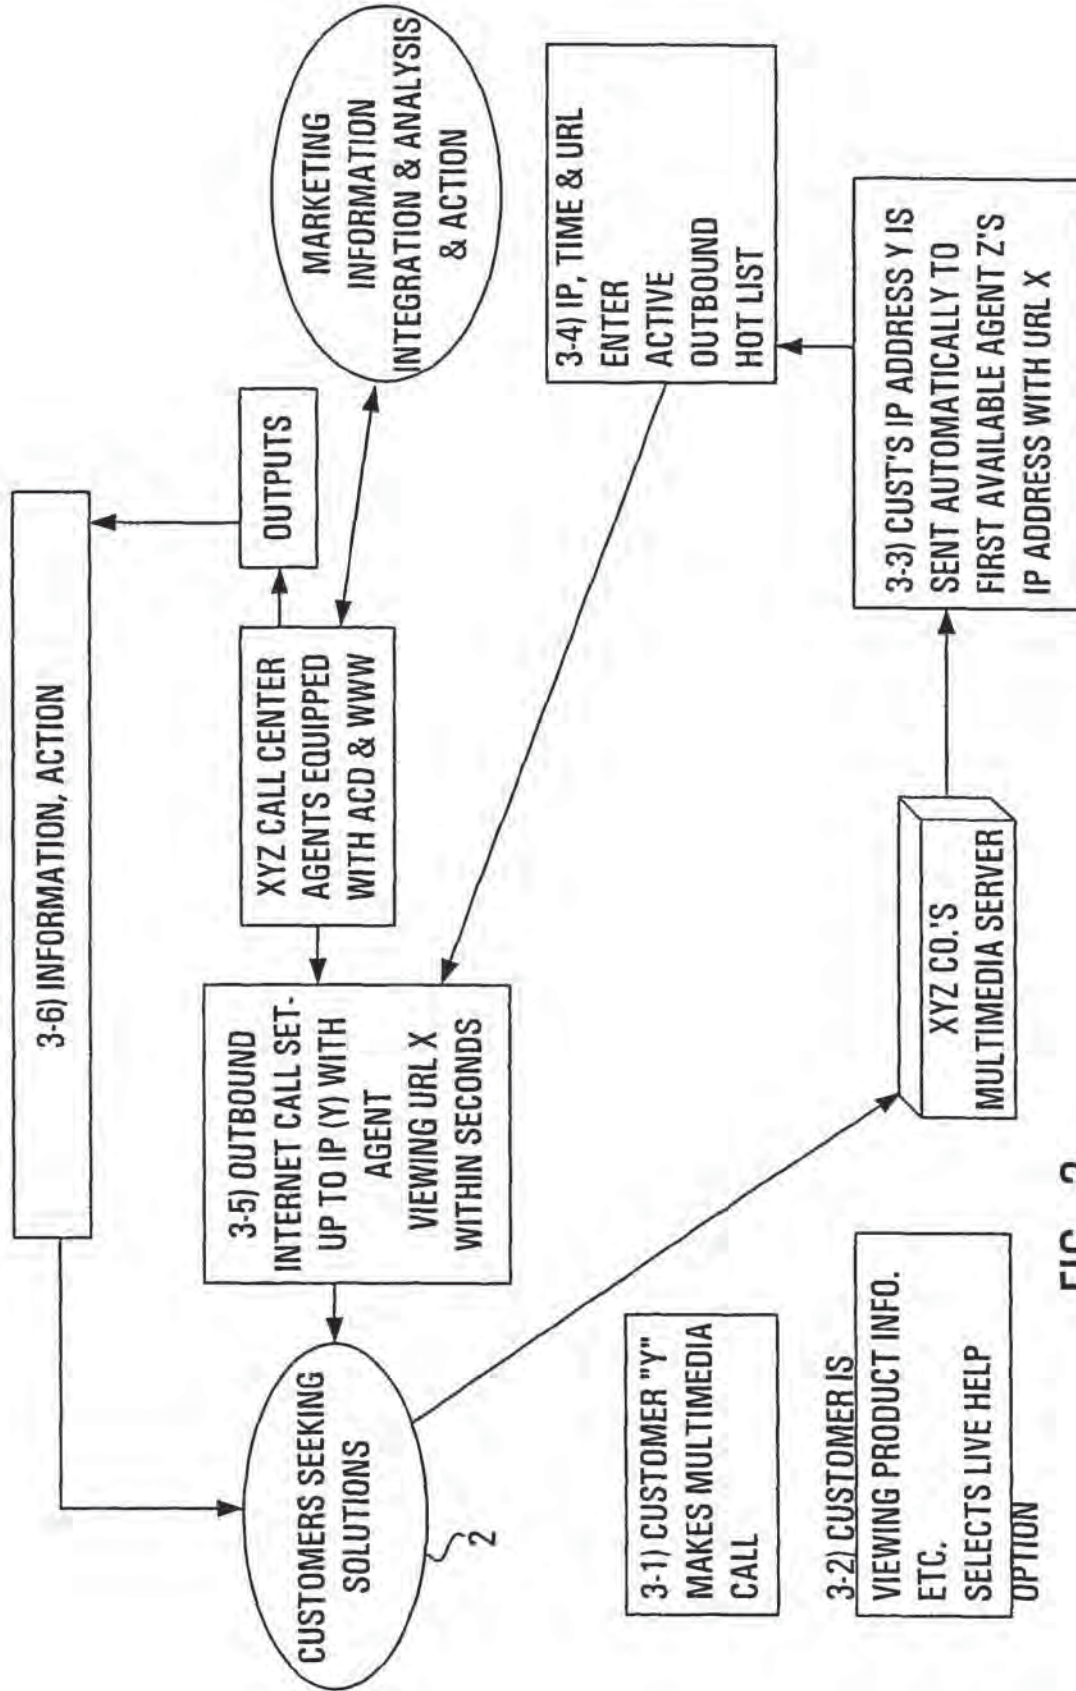 3-6) INFORMATION, ACTION
CUSTOMERS SEEKING
SOLUTIONS
2
3-5) OUTBOUND
INTERNET CALL SET-
UP TO IP (Y) WITH
AGENT
VIEWING URL X
WITHIN SECONDS
XYZ CALL CENTER
AGENTS EQUIPPED
WITH ACD & WWW
OUTPUTS
MARKETING
INFORMATION
INTEGRATION & ANALYSIS
& ACTION
3-1) CUSTOMER "Y"
MAKES MULTIMEDIA
CALL
3-2) CUSTOMER IS
VIEWING PRODUCT INFO.
ETC.
SELECTS LIVE HELP
OPTION
XYZ CO.'S
MULTIMEDIA SERVER
3-4) IP, TIME & URL
ENTER
ACTIVE
OUTBOUND
HOT LIST
3-3) CUST'S IP ADDRESS Y IS
SENT AUTOMATICALLY TO
FIRST AVAILABLE AGENT Z'S
IP ADDRESS WITH URL X
FIG.